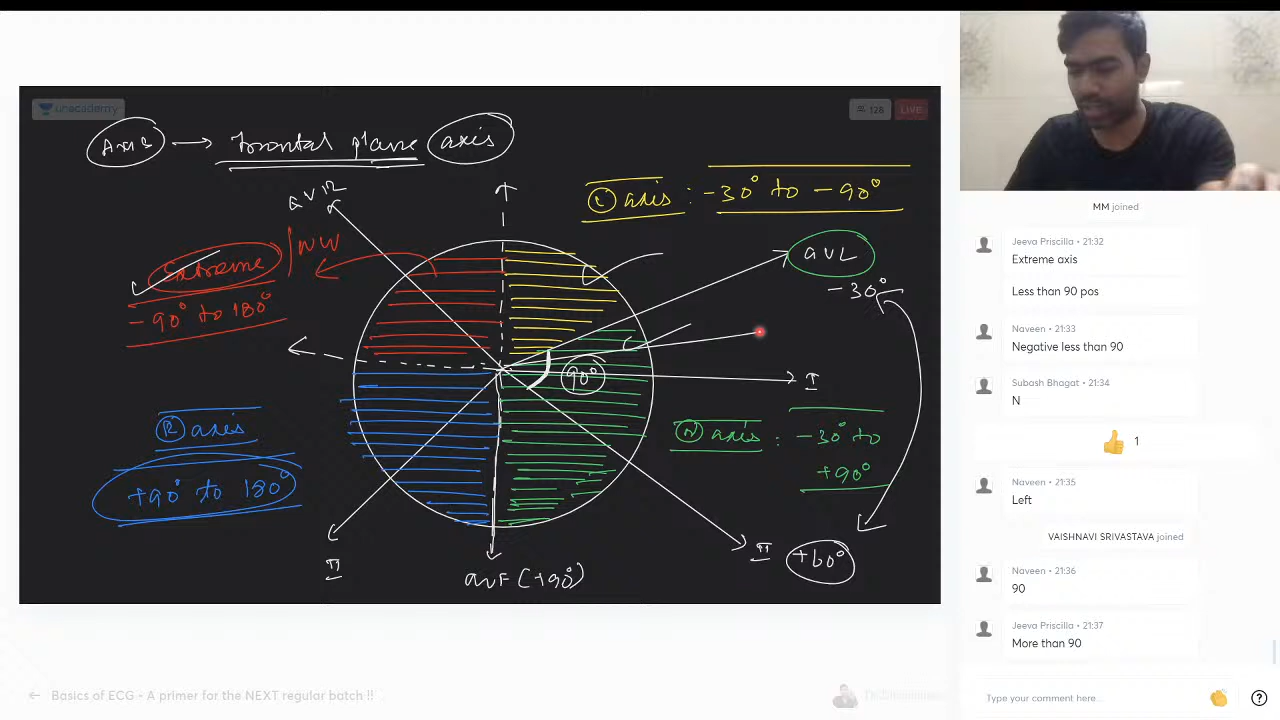 unacademy
128
LIVE
Axis → Frontal plane axis
aVR
L axis : -30° to -90°
Extreme / NW
-90° to 180°
aVL
-30°
90°
I
R axis
+90° to 180°
N axis : -30° to
+90°
II
+60°
III
aVF (+90°)
← Basics of ECG - A primer for the NEXT regular batch !!
MM joined
Jeeva Priscilla • 21:32
Extreme axis
Less than 90 pos
Naveen • 21:33
Negative less than 90
Subash Bhagat • 21:34
N
👍 1
Naveen • 21:35
Left
VAISHNAVI SRIVASTAVA joined
Naveen • 21:36
90
Jeeva Priscilla • 21:37
More than 90
Type your comment here...